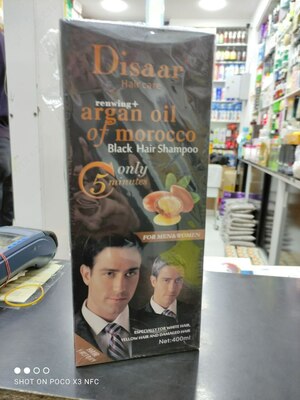 Disaar
Hair care
renwing+
argan oil
of morocco
Black Hair Shampoo
only
5 minutes
FOR MEN&WOMEN
ESPECIALLY FOR WHITE HAIR,
YELLOW HAIR AND DAMAGED HAIR
Net:400ml
SHOT ON POCO X3 NFC